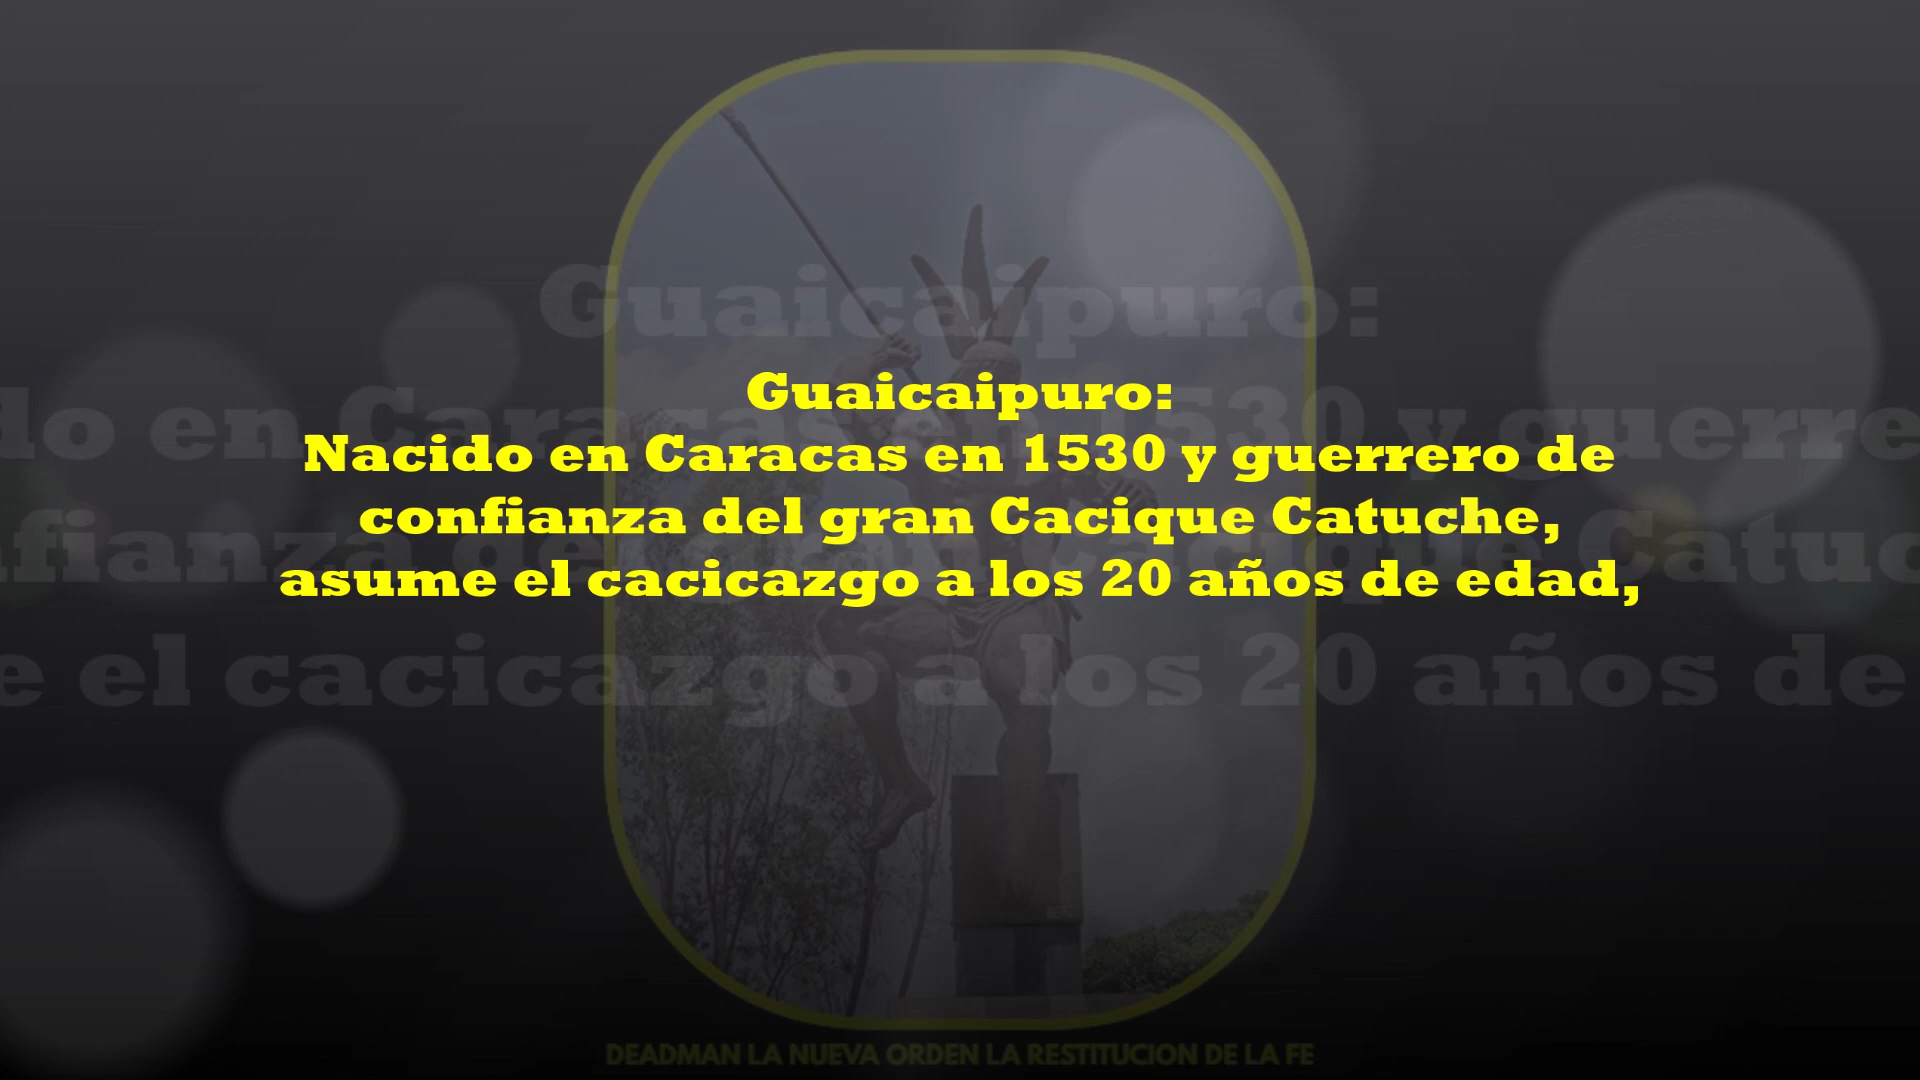 Guaicaipuro:
Nacido en Caracas en 1530 y guerrero de
confianza del gran Cacique Catuche,
asume el cacicazgo a los 20 años de edad,
DEADMAN LA NUEVA ORDEN LA RESTITUCION DE LA FE